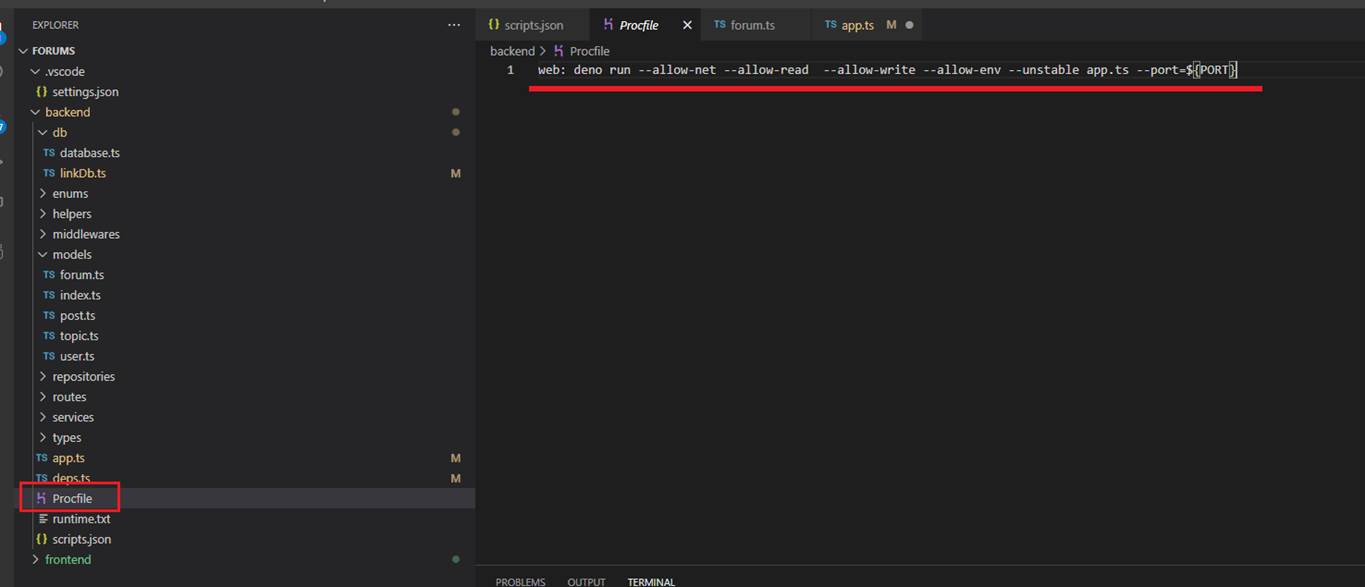 EXPLORER
FORUMS
.vscode
{} settings.json
backend
db
TS database.ts
TS linkDb.ts M
enums
helpers
middlewares
models
TS forum.ts
TS index.ts
TS post.ts
TS topic.ts
TS user.ts
repositories
routes
services
types
TS app.ts M
TS deps.ts M
Procfile
runtime.txt
{} scripts.json
frontend
{} scripts.json Procfile TS forum.ts TS app.ts M
backend > Procfile
1 web: deno run --allow-net --allow-read  --allow-write --allow-env --unstable app.ts --port=${PORT}
PROBLEMS OUTPUT TERMINAL